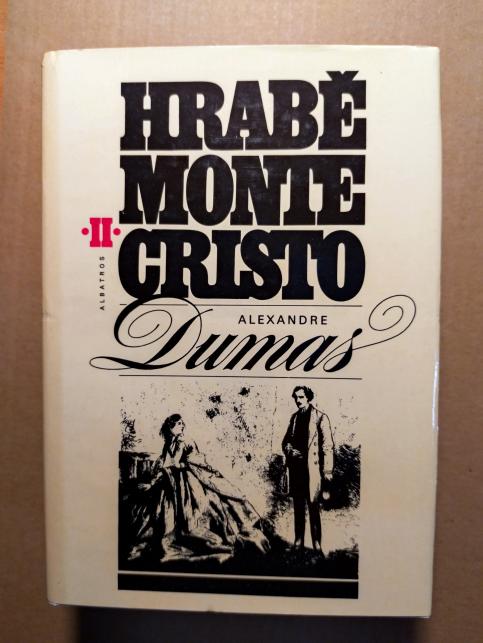 HRABĚ
MONTE
·II·
CRISTO
ALBATROS
ALEXANDRE
Dumas